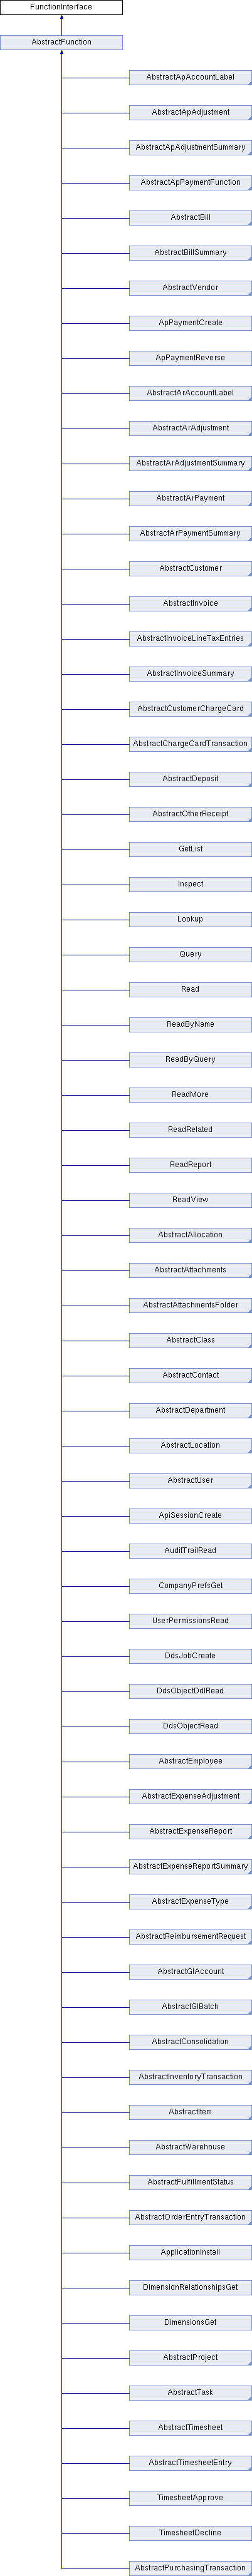 FunctionInterface
AbstractFunction
AbstractApAccountLabel
AbstractApAdjustment
AbstractApAdjustmentSummary
AbstractApPaymentFunction
AbstractBill
AbstractBillSummary
AbstractVendor
ApPaymentCreate
ApPaymentReverse
AbstractArAccountLabel
AbstractArAdjustment
AbstractArAdjustmentSummary
AbstractArPayment
AbstractArPaymentSummary
AbstractCustomer
AbstractInvoice
AbstractInvoiceLineTaxEntries
AbstractInvoiceSummary
AbstractCustomerChargeCard
AbstractChargeCardTransaction
AbstractDeposit
AbstractOtherReceipt
GetList
Inspect
Lookup
Query
Read
ReadByName
ReadByQuery
ReadMore
ReadRelated
ReadReport
ReadView
AbstractAllocation
AbstractAttachments
AbstractAttachmentsFolder
AbstractClass
AbstractContact
AbstractDepartment
AbstractLocation
AbstractUser
ApiSessionCreate
AuditTrailRead
CompanyPrefsGet
UserPermissionsRead
DdsJobCreate
DdsObjectDdlRead
DdsObjectRead
AbstractEmployee
AbstractExpenseAdjustment
AbstractExpenseReport
AbstractExpenseReportSummary
AbstractExpenseType
AbstractReimbursementRequest
AbstractGlAccount
AbstractGlBatch
AbstractConsolidation
AbstractInventoryTransaction
AbstractItem
AbstractWarehouse
AbstractFulfillmentStatus
AbstractOrderEntryTransaction
ApplicationInstall
DimensionRelationshipsGet
DimensionsGet
AbstractProject
AbstractTask
AbstractTimesheet
AbstractTimesheetEntry
TimesheetApprove
TimesheetDecline
AbstractPurchasingTransaction